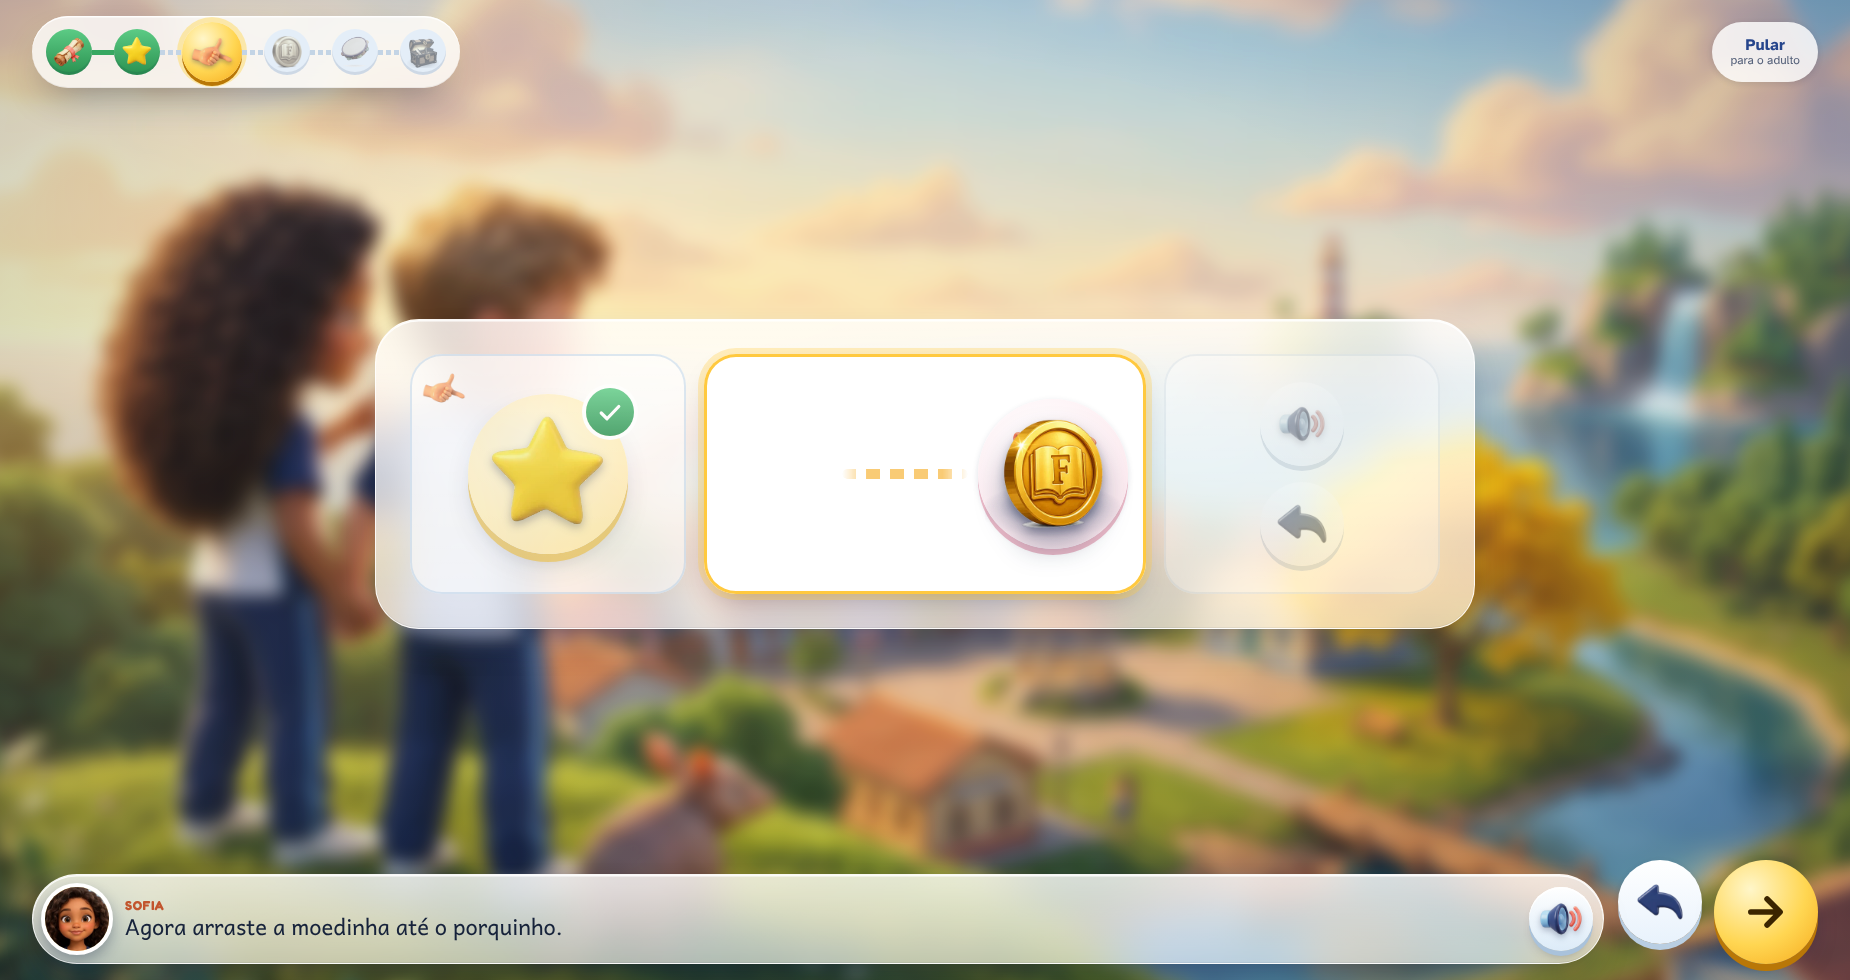 Pular
para o adulto
F
F
SOFIA
Agora arraste a moedinha até o porquinho.